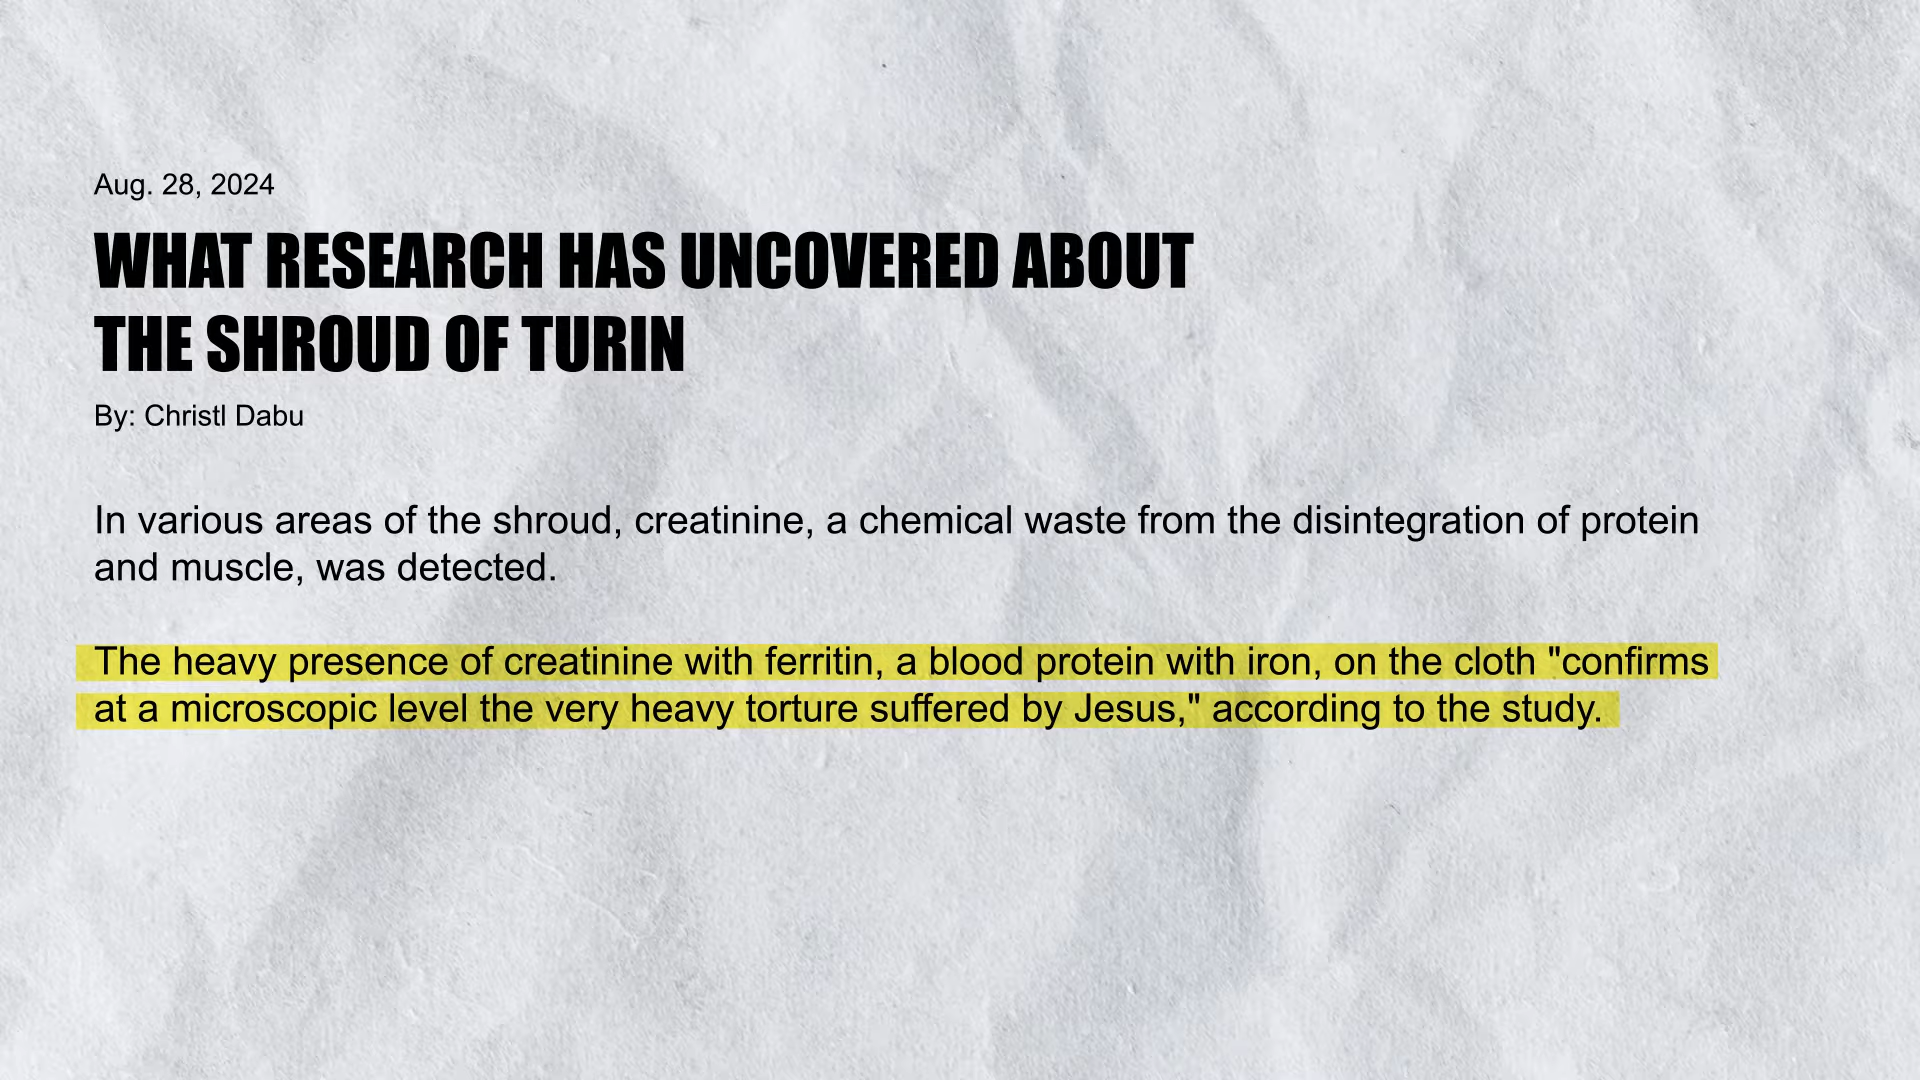 Aug. 28, 2024
WHAT RESEARCH HAS UNCOVERED ABOUT
THE SHROUD OF TURIN
By: Christl Dabu
In various areas of the shroud, creatinine, a chemical waste from the disintegration of protein
and muscle, was detected.
The heavy presence of creatinine with ferritin, a blood protein with iron, on the cloth "confirms
at a microscopic level the very heavy torture suffered by Jesus," according to the study.